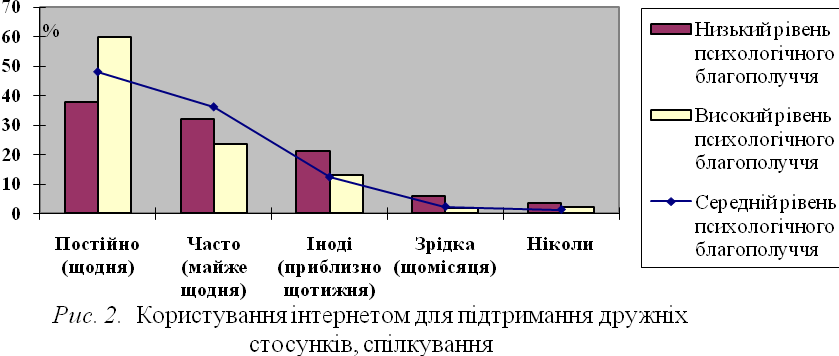 70
60
50
40
30
20
10
0
%
Постійно
(щодня)
Часто
(майже
щодня)
Іноді
(приблизно
щотижня)
Зрідка
(щомісяця)
Ніколи
Низький рівень
психологічного
благополуччя
Високий рівень
психологічного
благополуччя
Середній рівень
психологічного
благополуччя
Рис. 2. Користування інтернетом для підтримання дружніх
стосунків, спілкування